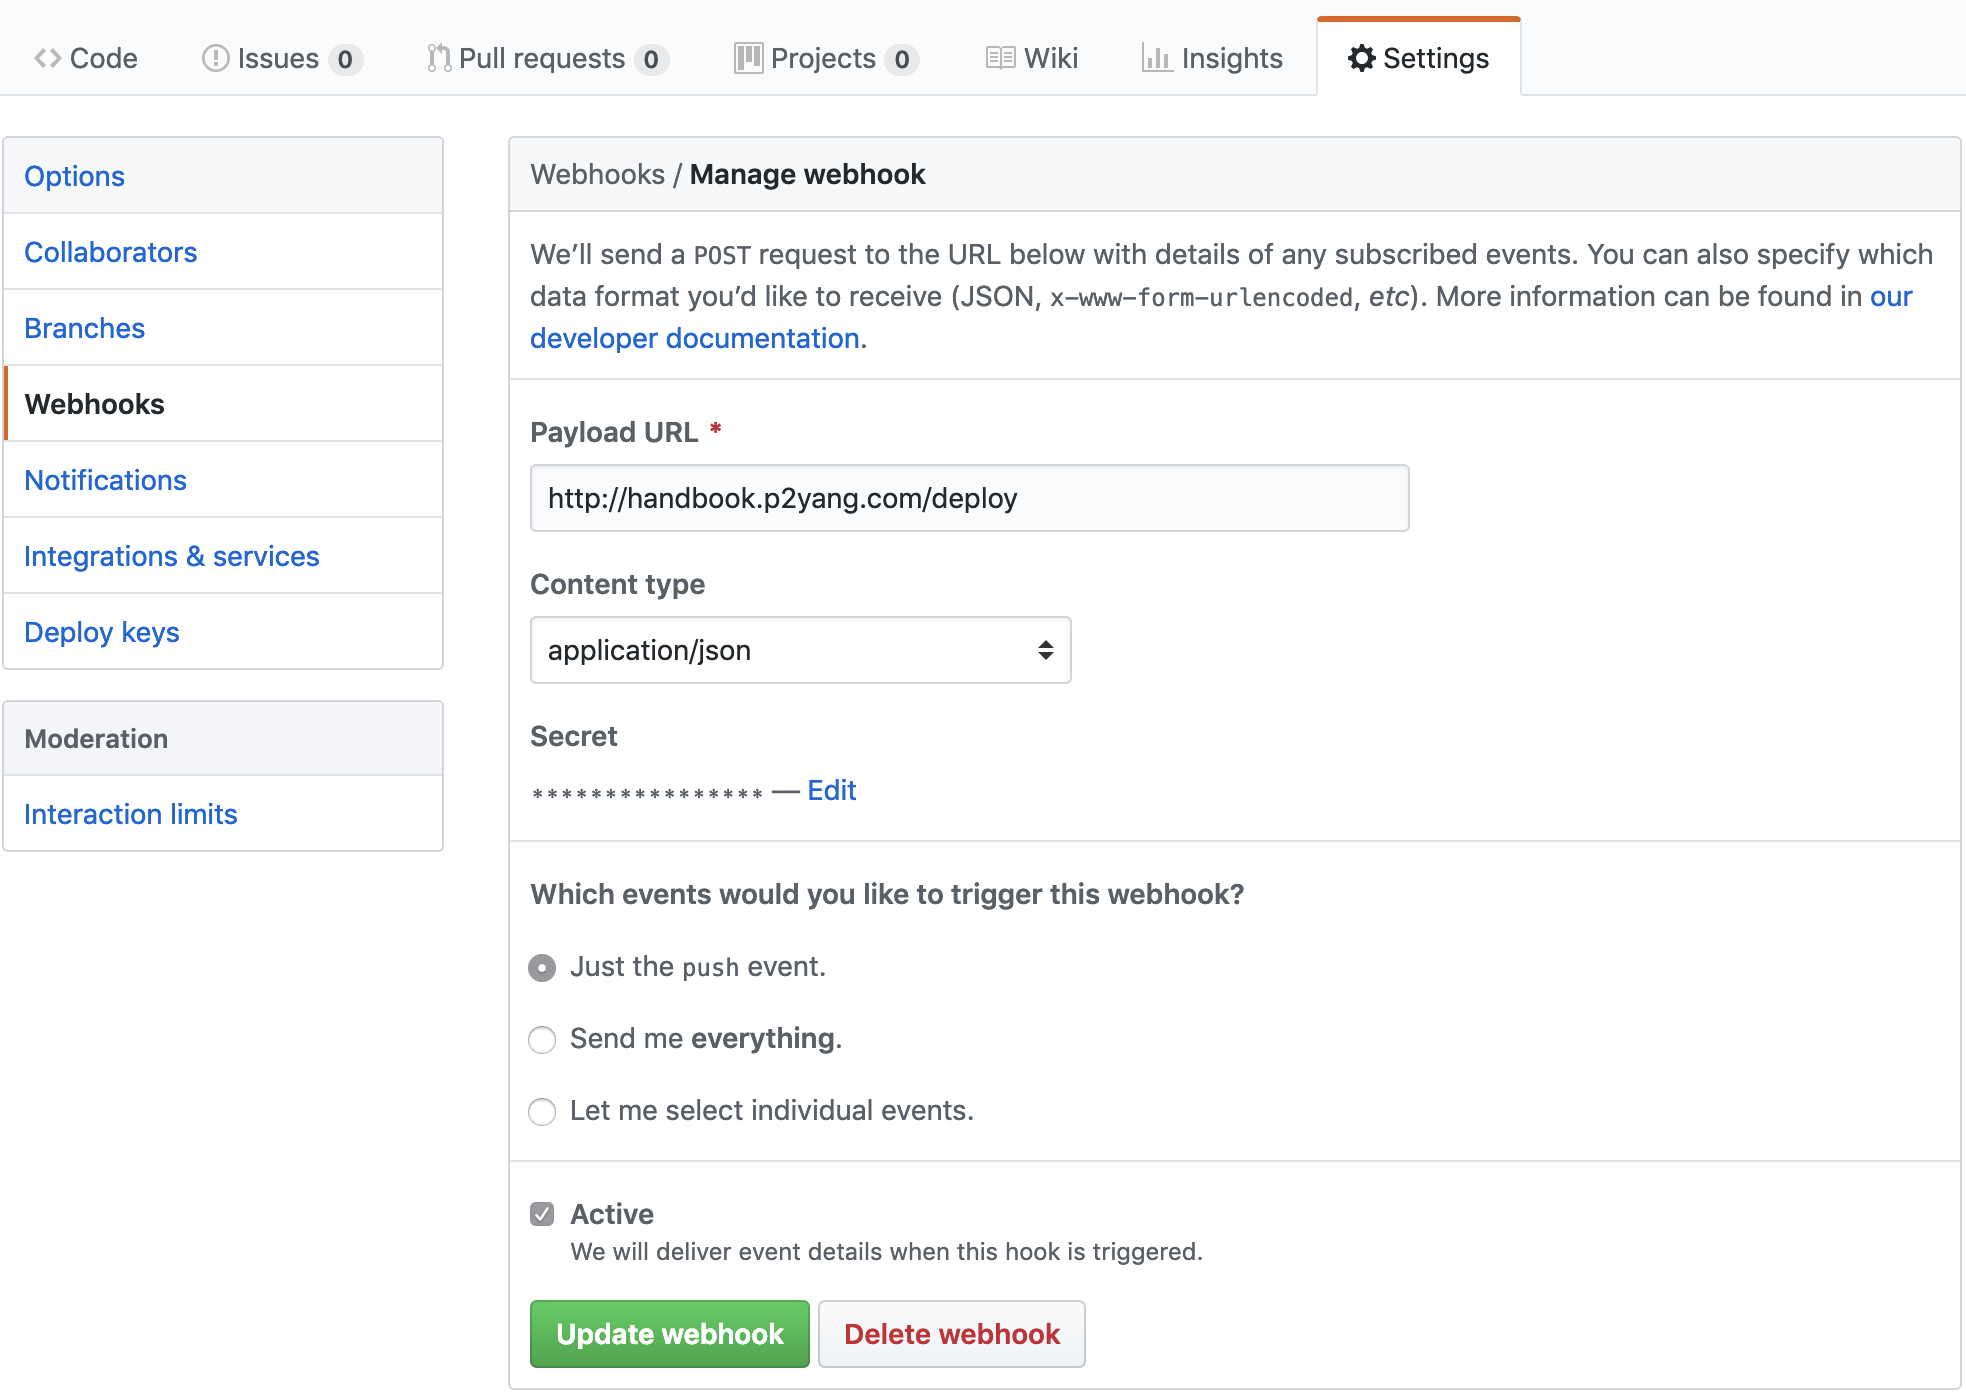 Code Issues 0 Pull requests 0 Projects 0 Wiki Insights Settings
Options
Collaborators
Branches
Webhooks
Notifications
Integrations & services
Deploy keys
Moderation
Interaction limits
Webhooks / Manage webhook
We’ll send a POST request to the URL below with details of any subscribed events. You can also specify which
data format you’d like to receive (JSON, x-www-form-urlencoded, etc). More information can be found in our
developer documentation.
Payload URL *
http://handbook.p2yang.com/deploy
Content type
application/json
Secret
**************** — Edit
Which events would you like to trigger this webhook?
Just the push event.
Send me everything.
Let me select individual events.
Active
We will deliver event details when this hook is triggered.
Update webhook Delete webhook